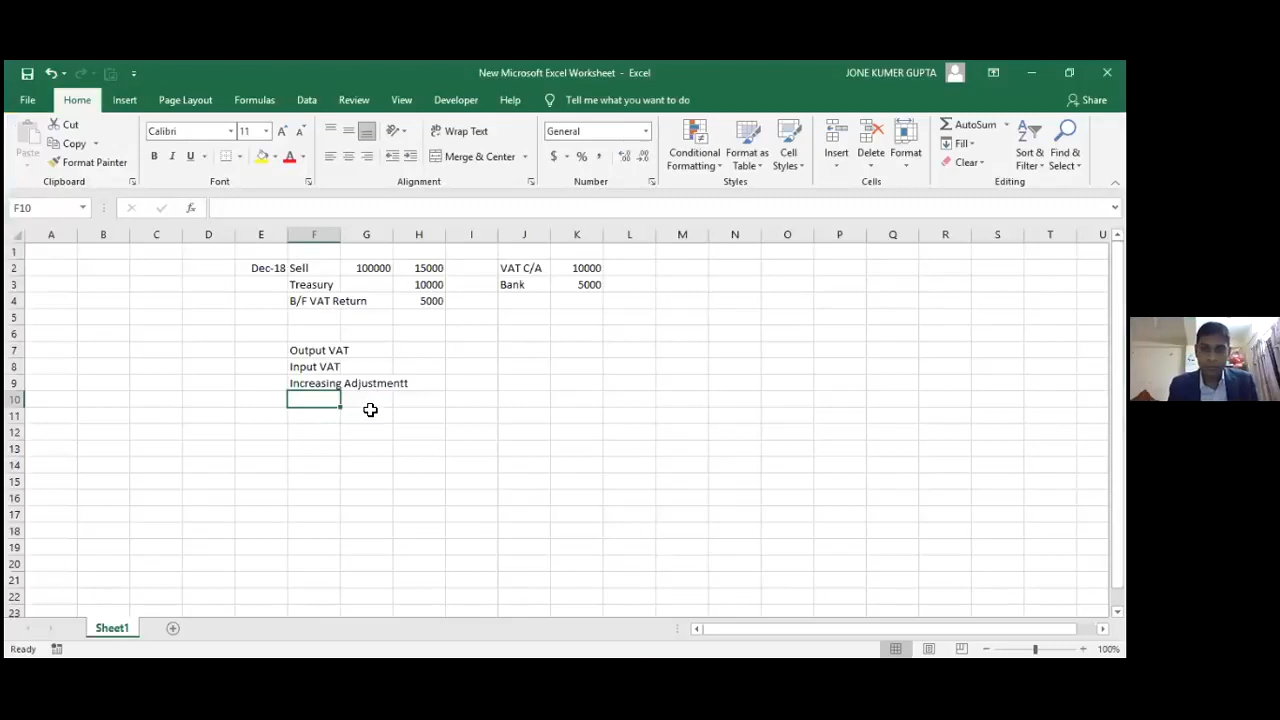 New Microsoft Excel Worksheet - Excel
JONE KUMER GUPTA
File Home Insert Page Layout Formulas Data Review View Developer Help Tell me what you want to do Share
Paste Cut Copy Format Painter
Calibri 11 A A B I U A
Wrap Text Merge & Center
General $ % ,
Conditional Formatting Format as Table Cell Styles
Insert Delete Format
AutoSum Fill Clear Sort & Filter Find & Select
Clipboard Font Alignment Number Styles Cells Editing
F10 fx
A B C D E F G H I J K L M N O P Q R S T U
1
2 Dec-18 Sell 100000 15000 VAT C/A 10000
3 Treasury 10000 Bank 5000
4 B/F VAT Return 5000
5
6
7 Output VAT
8 Input VAT
9 Increasing Adjustmentt
10
11
12
13
14
15
16
17
18
19
20
21
22
23
Sheet1
Ready 100%